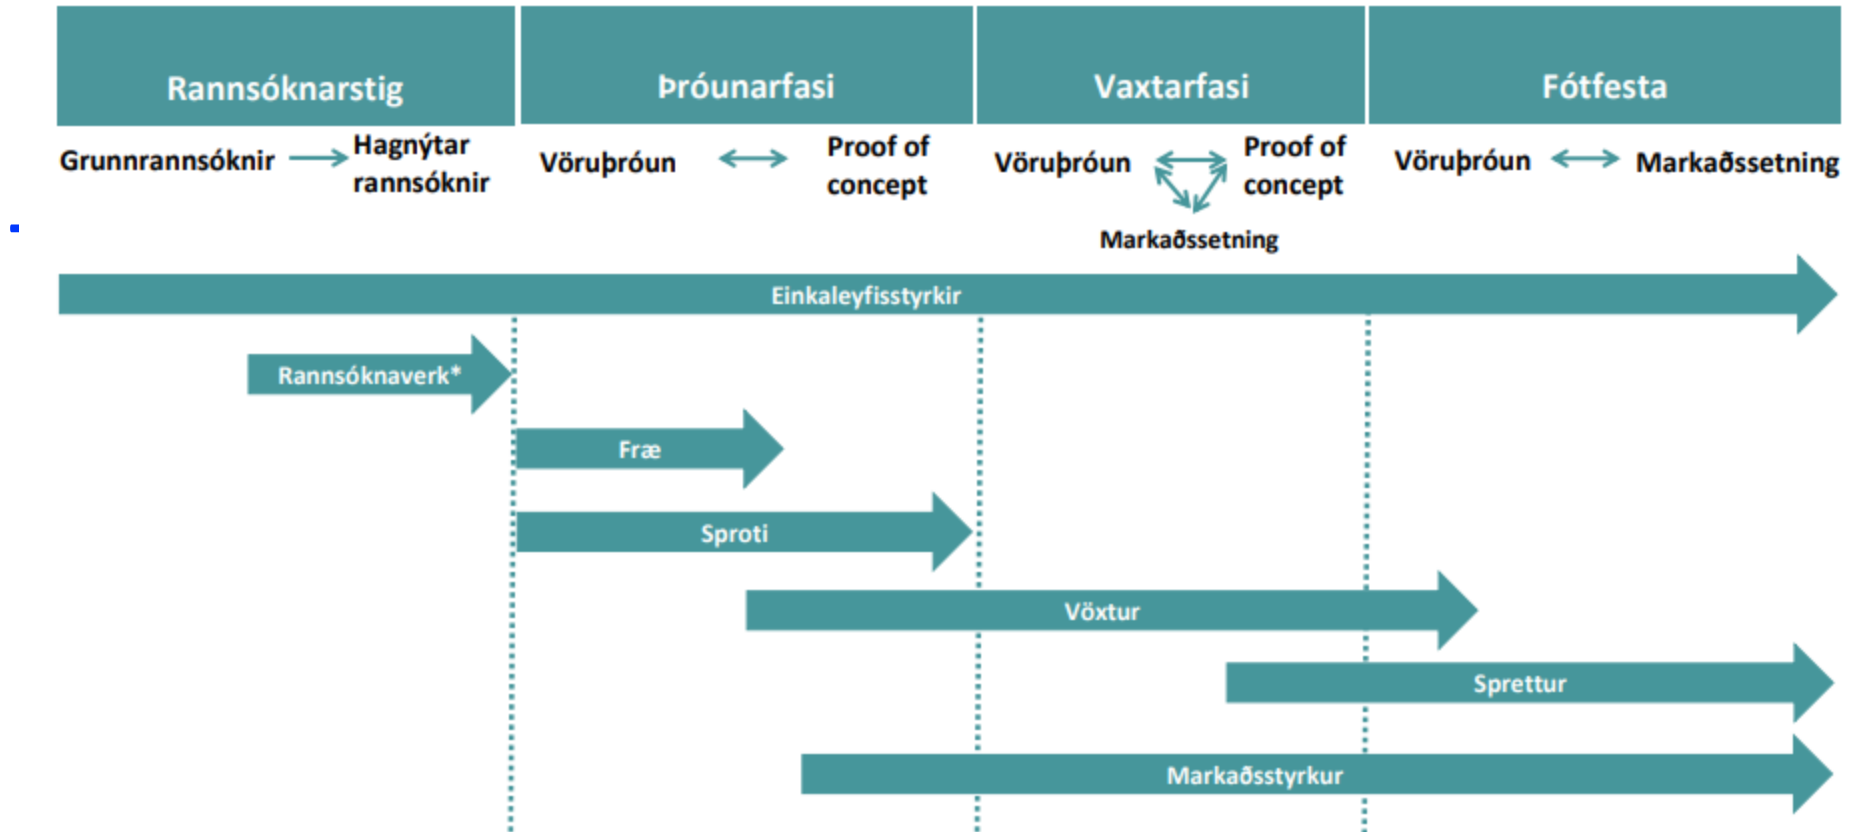 Rannsóknarstig
Þróunarfasi
Vaxtarfasi
Fótfesta
Grunnrannsóknir
Hagnýtar
rannsóknir
Vöruþróun
Proof of
concept
Vöruþróun
Proof of
concept
Markaðssetning
Vöruþróun
Markaðssetning
Einkaleyfisstyrkir
Rannsóknaverk*
Fræ
Sproti
Vöxtur
Sprettur
Markaðsstyrkur